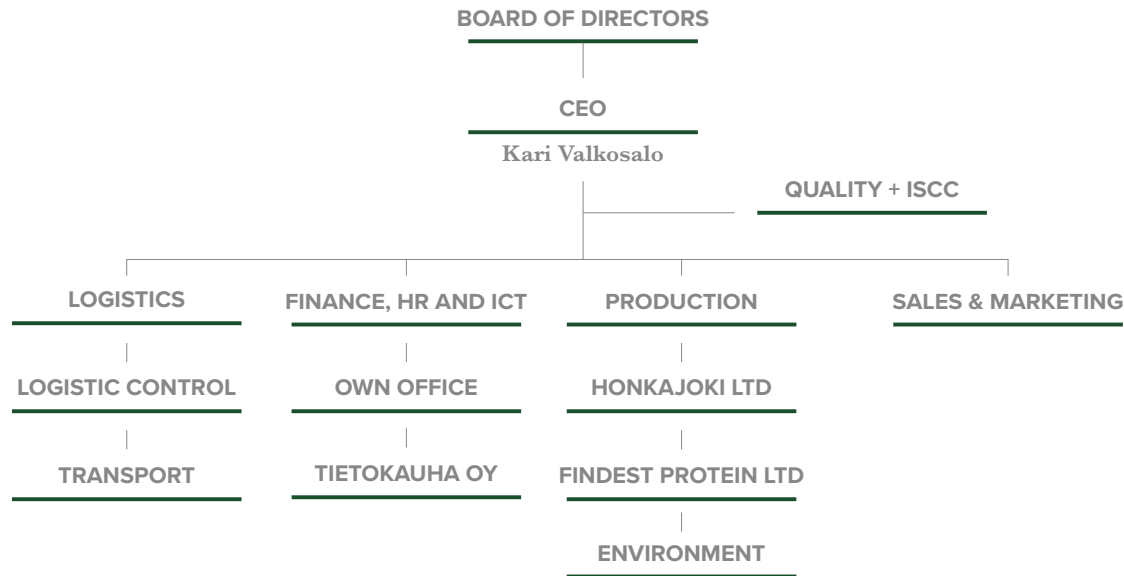 BOARD OF DIRECTORS
CEO
Kari Valkosalo
QUALITY + ISCC
LOGISTICS
FINANCE, HR AND ICT
PRODUCTION
SALES & MARKETING
LOGISTIC CONTROL
OWN OFFICE
HONKAJOKI LTD
TRANSPORT
TIETOKAUHA OY
FINDEST PROTEIN LTD
ENVIRONMENT